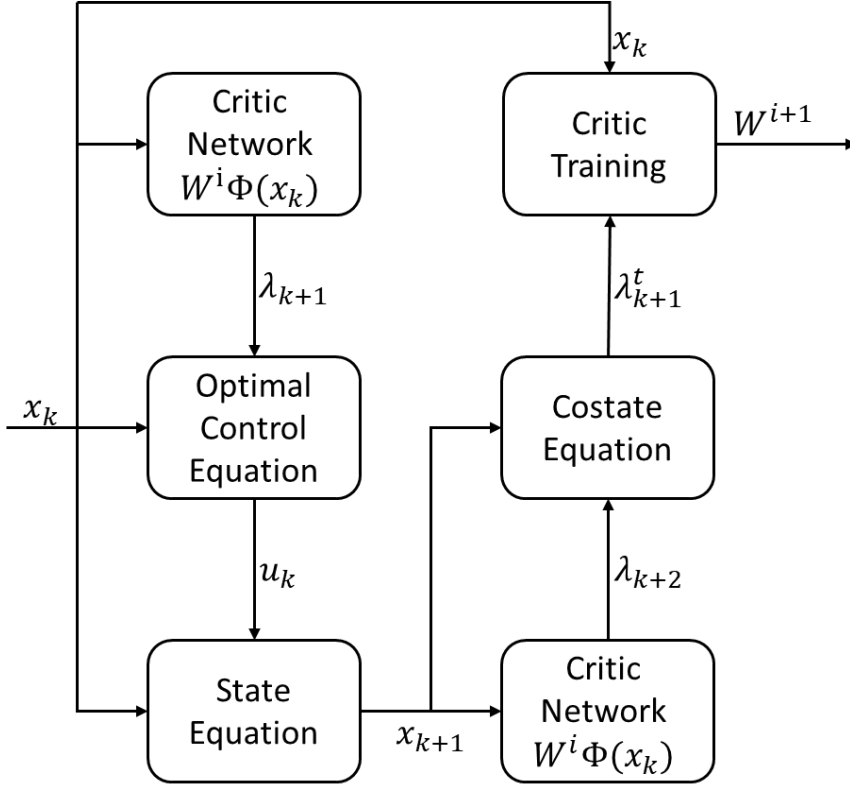 x_k
Critic
Network
W^i Φ(x_k)
Critic
Training
W^{i+1}
λ_{k+1}
λ^t_{k+1}
x_k
Optimal
Control
Equation
Costate
Equation
u_k
λ_{k+2}
State
Equation
x_{k+1}
Critic
Network
W^i Φ(x_k)